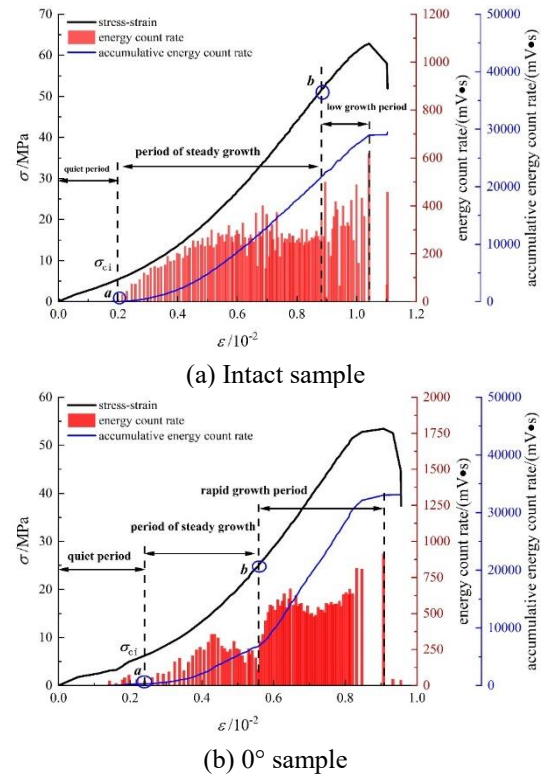 stress-strain
energy count rate
accumulative energy count rate
b
low growth period
quiet period
period of steady growth
σci
a
σ/MPa
0 10 20 30 40 50 60 70
0.0 0.2 0.4 0.6 0.8 1.0 1.2
ε/10-2
0 200 400 600 800 1000 1200
energy count rate/(mV•s)
0 10000 20000 30000 40000 50000
accumulative energy count rate/(mV•s)
(a) Intact sample
stress-strain
energy count rate
accumulative energy count rate
rapid growth period
period of steady growth
quiet period
b
σci
a
σ/MPa
0 10 20 30 40 50 60
0.0 0.2 0.4 0.6 0.8 1.0
ε/10-2
0 250 500 750 1000 1250 1500 1750 2000
energy count rate/(mV•s)
0 10000 20000 30000 40000 50000
accumulative energy count rate/(mV•s)
(b) 0° sample